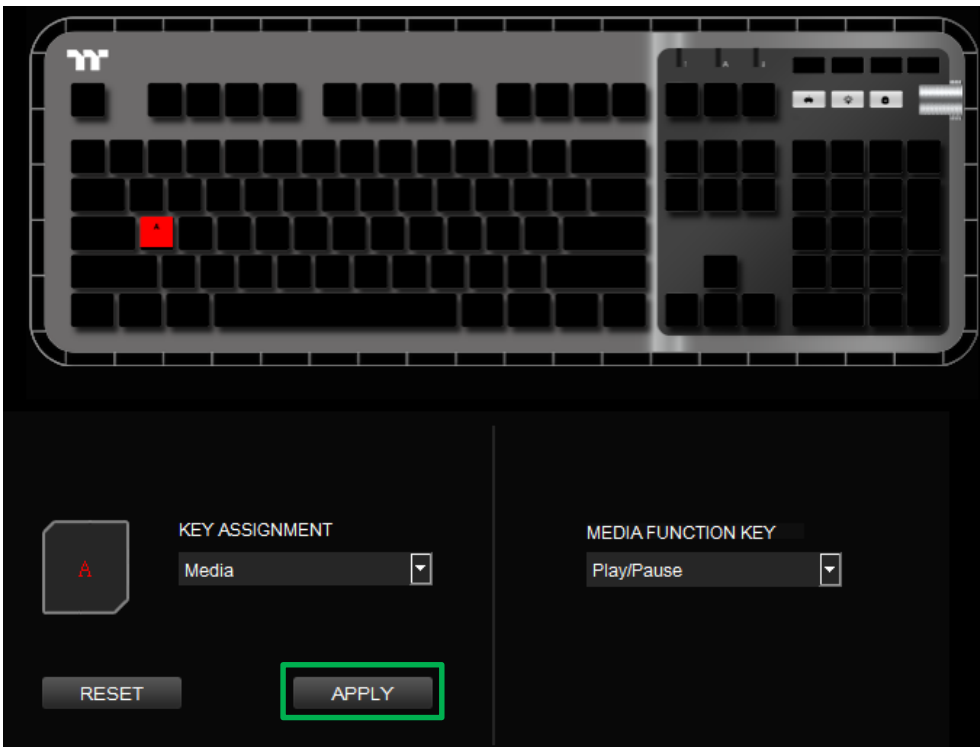 A
A
KEY ASSIGNMENT
MEDIA FUNCTION KEY
A
Media
Play/Pause
RESET
APPLY